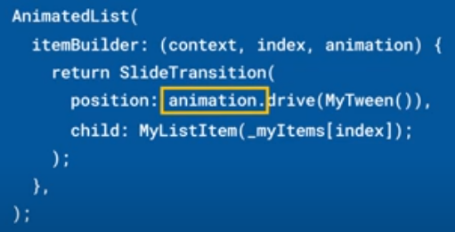 AnimatedList(
itemBuilder: (context, index, animation) {
return SlideTransition(
position: animation.drive(MyTween()),
child: MyListItem(_myItems[index]);
);
},
);